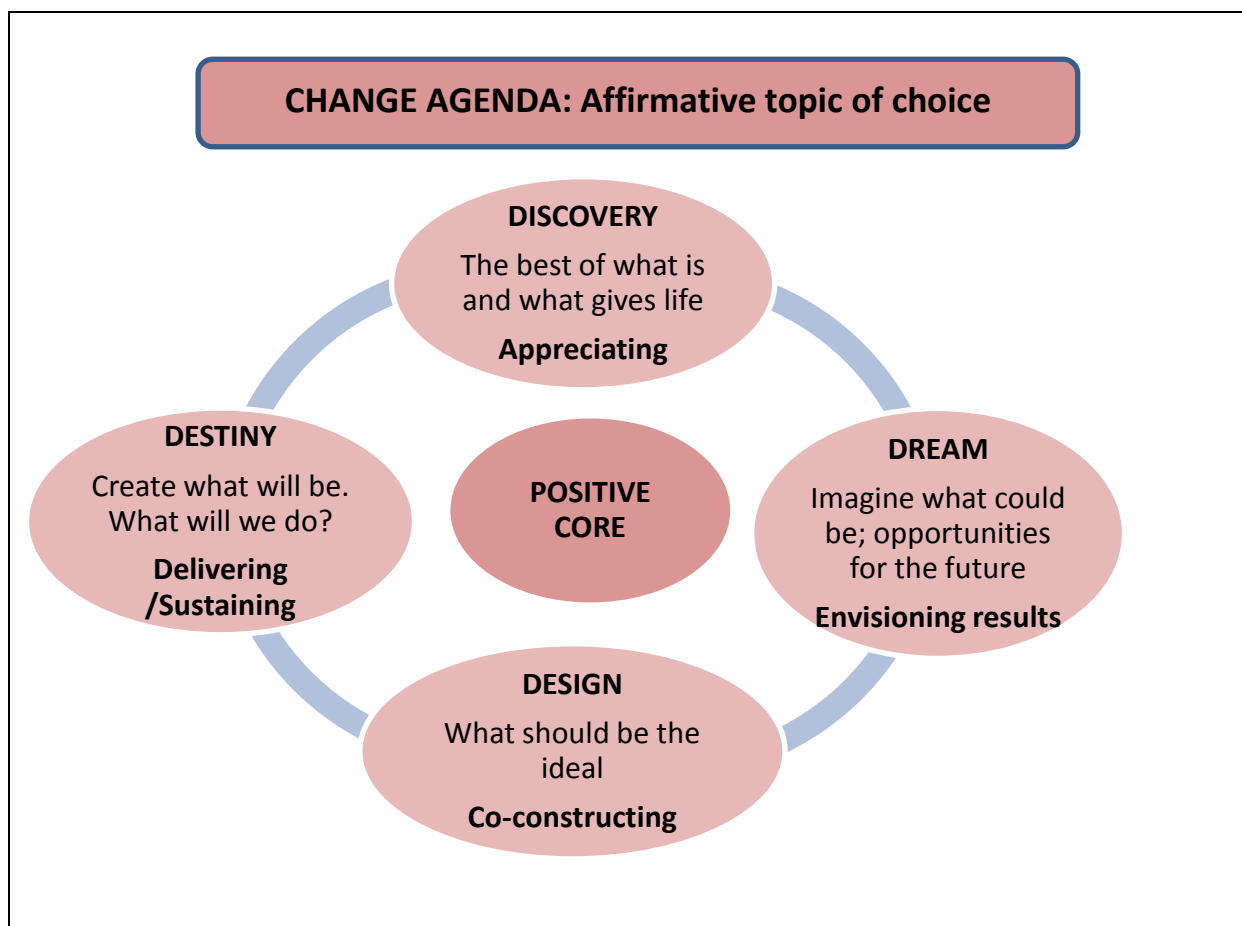 CHANGE AGENDA: Affirmative topic of choice
DISCOVERY
The best of what is
and what gives life
Appreciating
DREAM
Imagine what could
be; opportunities
for the future
Envisioning results
DESIGN
What should be the
ideal
Co-constructing
DESTINY
Create what will be.
What will we do?
Delivering
/Sustaining
POSITIVE
CORE